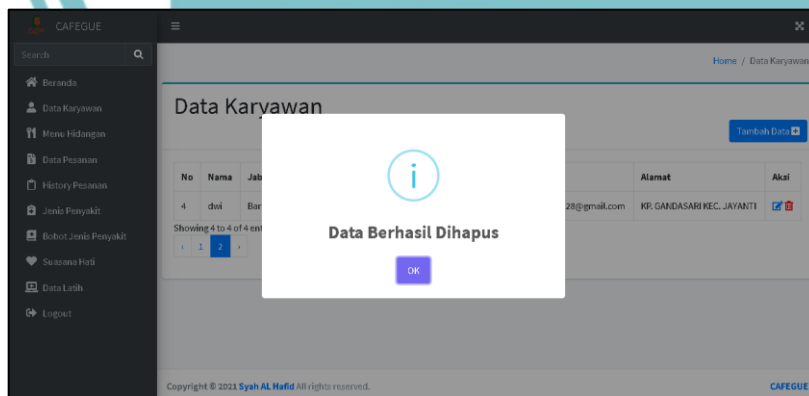 CAFEGUE
Search
Home / Data Karyawan
Beranda
Data Karyawan
Menu Hidangan
Data Pesanan
History Pesanan
Jenis Penyakit
Bobot Jenis Penyakit
Suasana Hati
Data Latih
Logout
Data Karyawan
Tambah Data
No Nama Jab Alamat Aksi
4 dwi Bar 28@gmail.com KP. GANDASARI KEC. JAYANTI
Showing 4 to 4 of 4 ent
‹ 1 2 ›
i
Data Berhasil Dihapus
OK
Copyright © 2021 Syah AL Hafid All rights reserved.
CAFEGUE